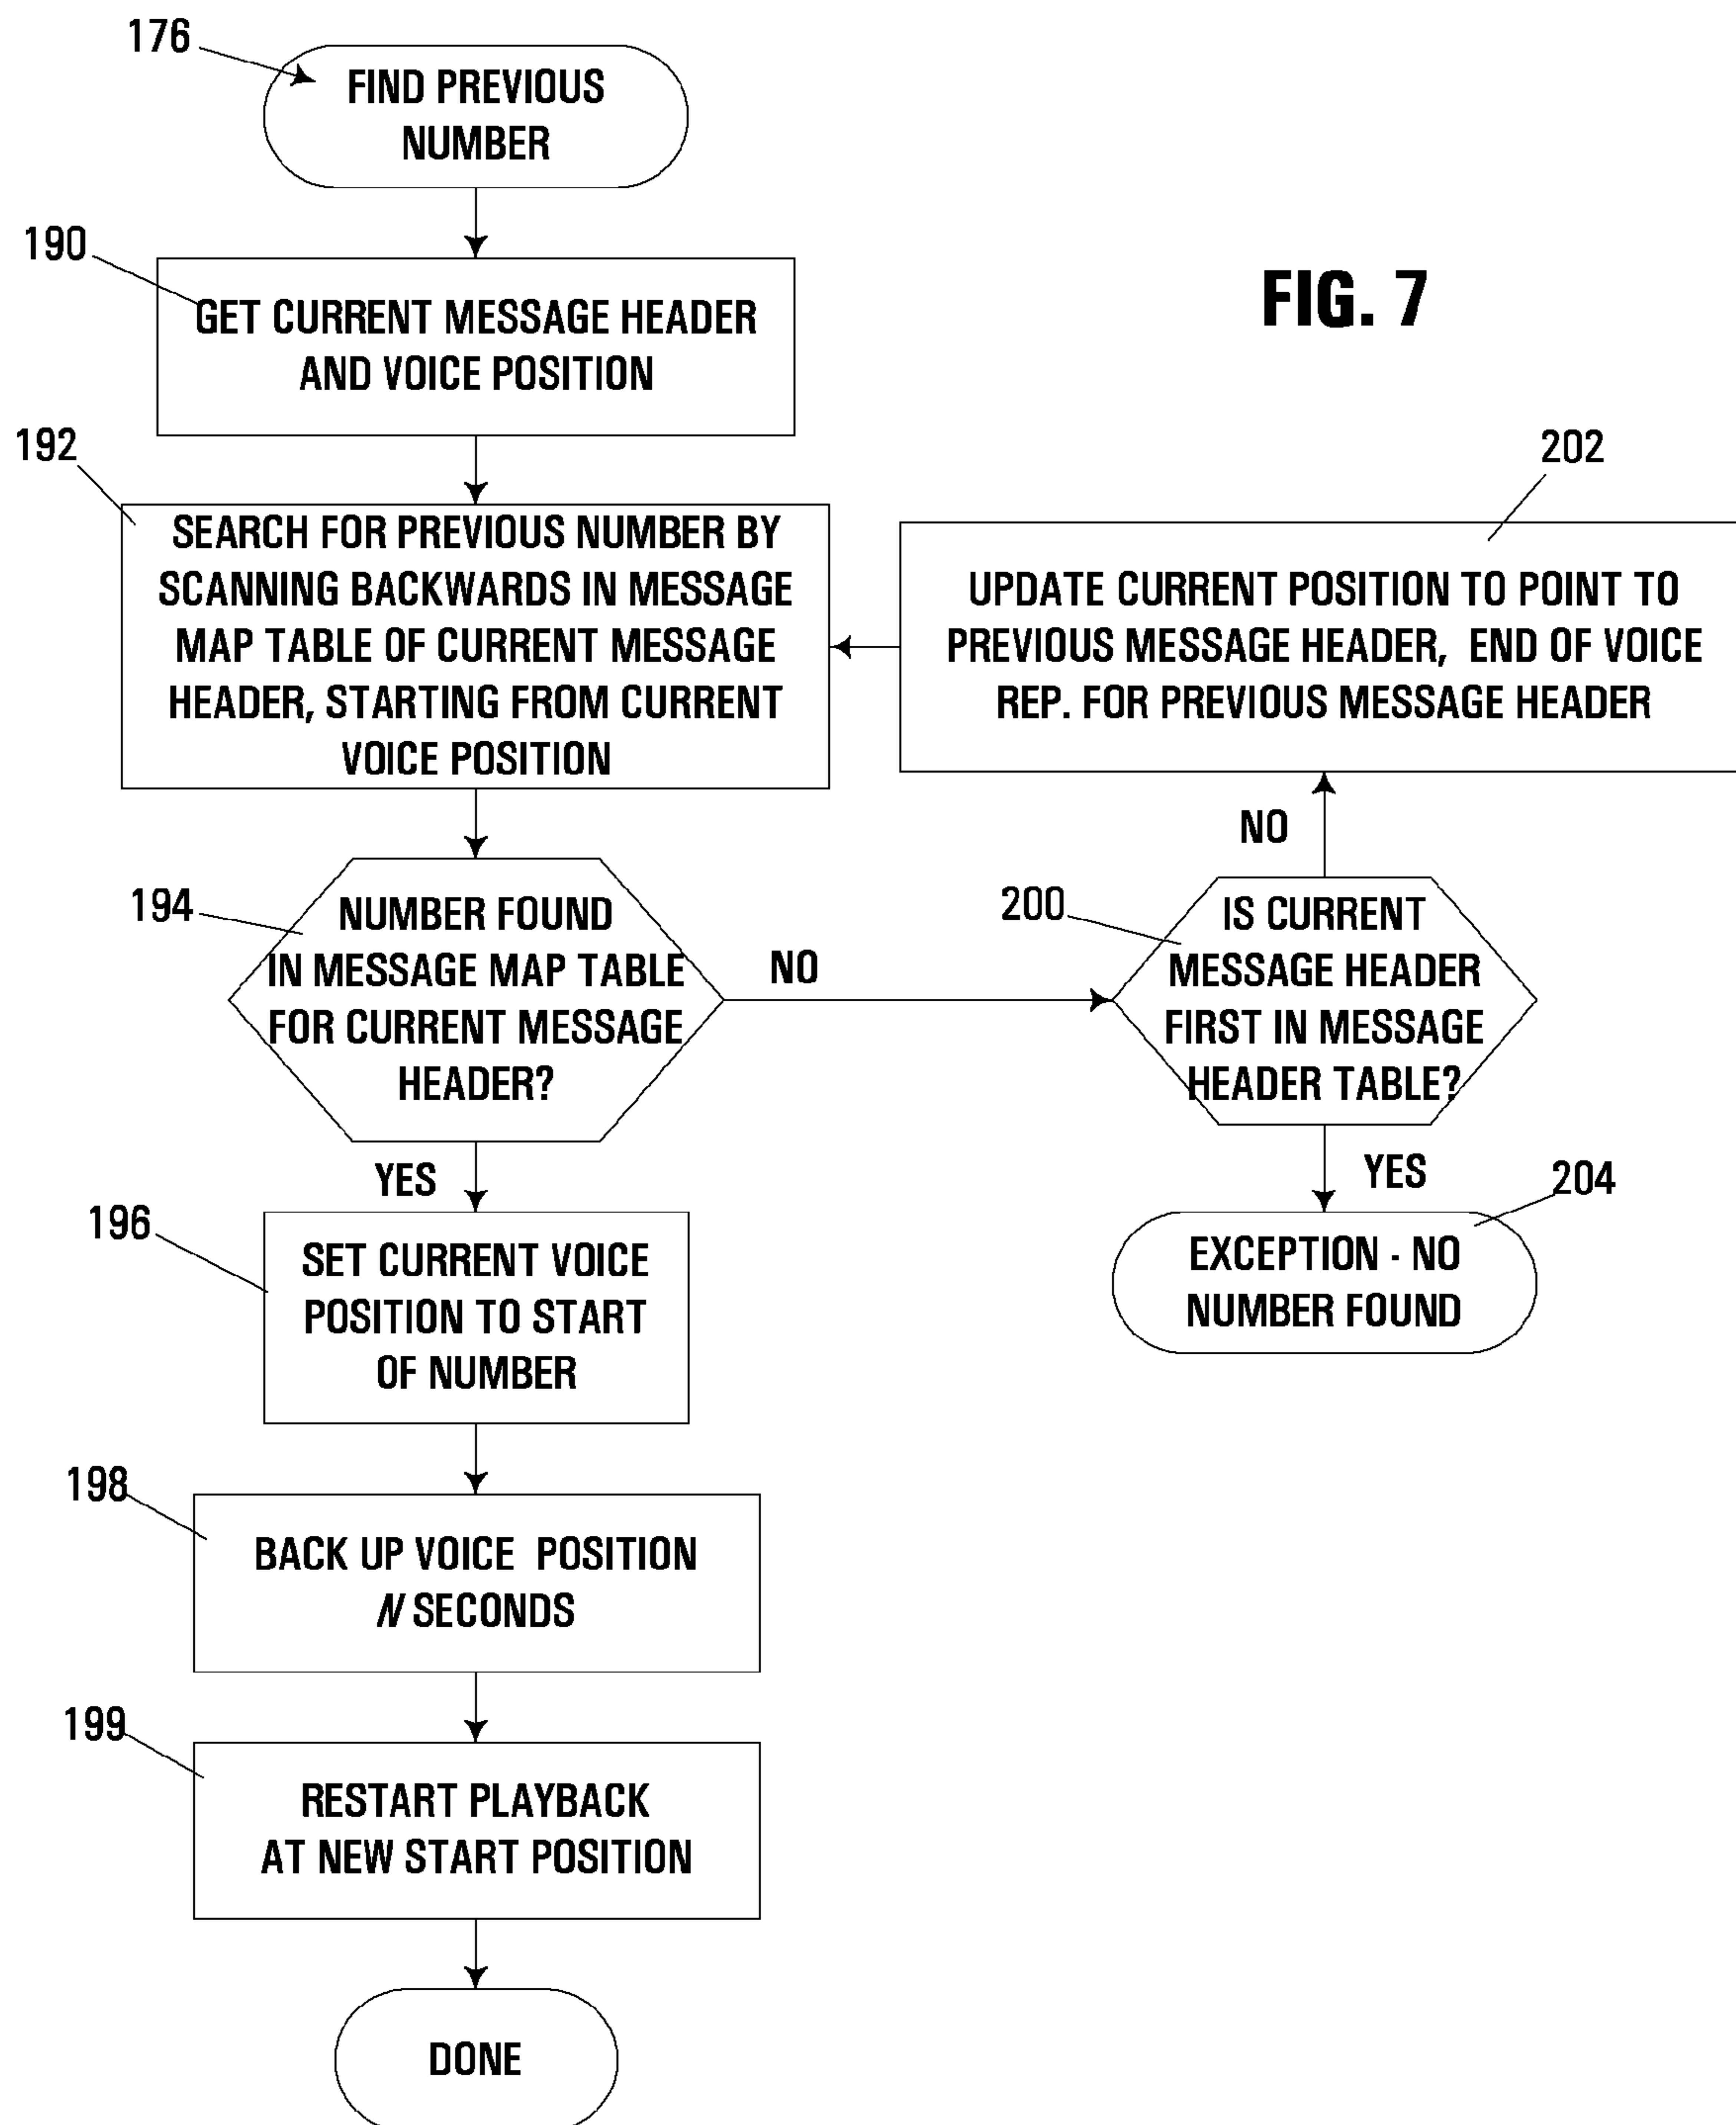 176
FIND PREVIOUS
NUMBER
190
GET CURRENT MESSAGE HEADER
AND VOICE POSITION
FIG. 7
192
SEARCH FOR PREVIOUS NUMBER BY
SCANNING BACKWARDS IN MESSAGE
MAP TABLE OF CURRENT MESSAGE
HEADER, STARTING FROM CURRENT
VOICE POSITION
202
UPDATE CURRENT POSITION TO POINT TO
PREVIOUS MESSAGE HEADER, END OF VOICE
REP. FOR PREVIOUS MESSAGE HEADER
NO
194
NUMBER FOUND
IN MESSAGE MAP TABLE
FOR CURRENT MESSAGE
HEADER?
NO
200
IS CURRENT
MESSAGE HEADER
FIRST IN MESSAGE
HEADER TABLE?
YES
YES
204
EXCEPTION - NO
NUMBER FOUND
196
SET CURRENT VOICE
POSITION TO START
OF NUMBER
198
BACK UP VOICE POSITION
N SECONDS
199
RESTART PLAYBACK
AT NEW START POSITION
DONE